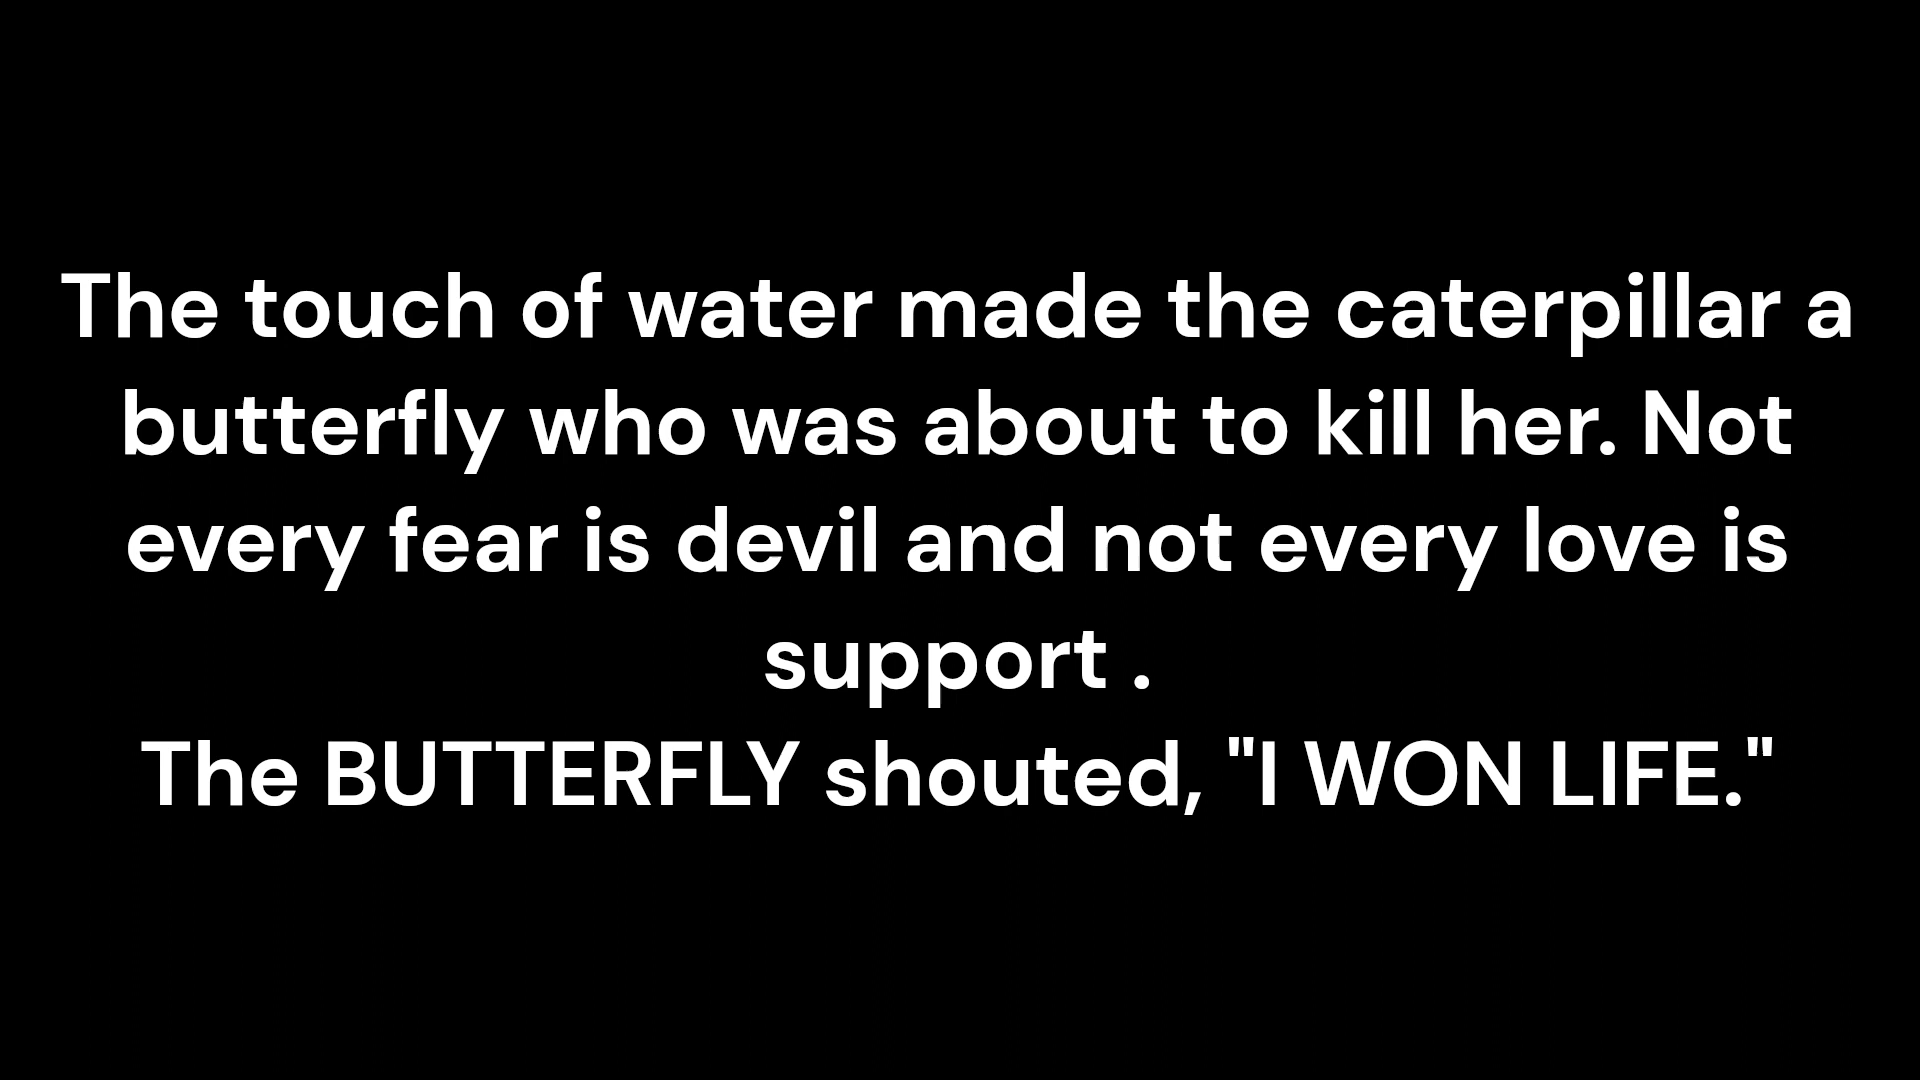 The touch of water made the caterpillar a
butterfly who was about to kill her. Not
every fear is devil and not every love is
support .
The BUTTERFLY shouted, "I WON LIFE."